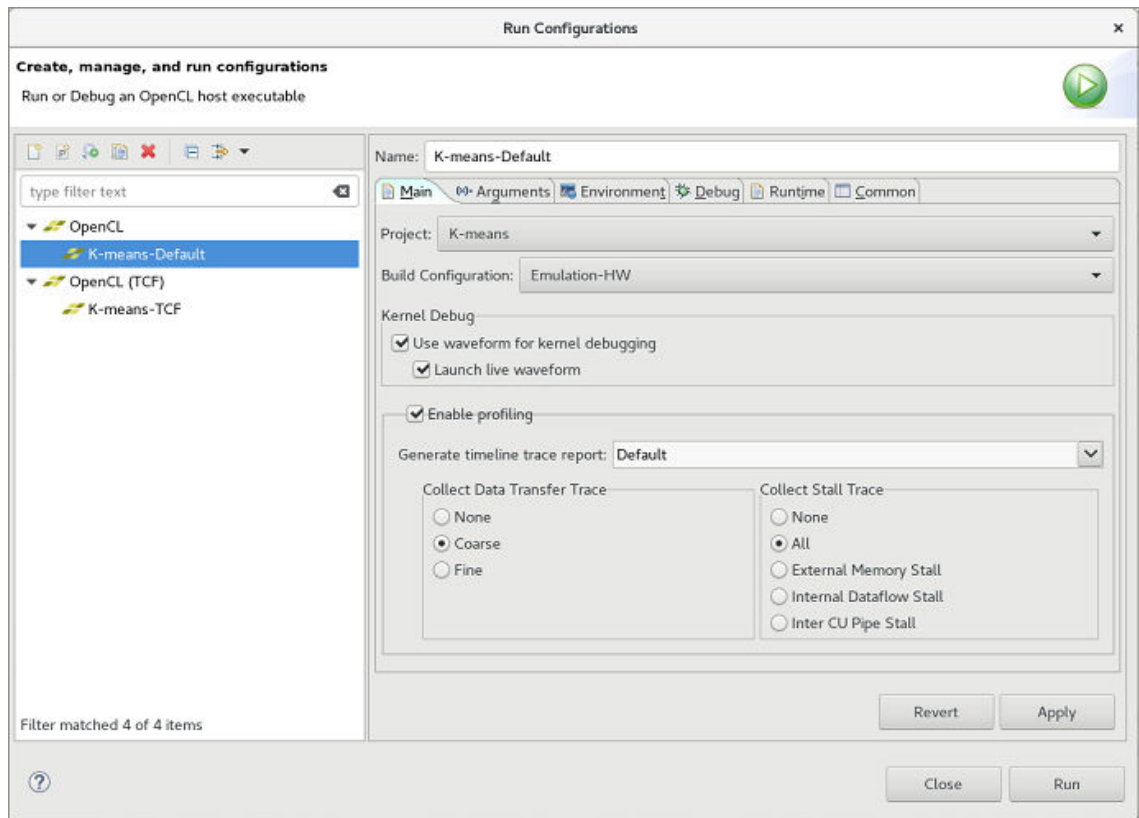 Run Configurations
Create, manage, and run configurations
Run or Debug an OpenCL host executable
type filter text
OpenCL
K-means-Default
OpenCL (TCF)
K-means-TCF
Filter matched 4 of 4 items
Name: K-means-Default
Main Arguments Environment Debug Runtime Common
Project: K-means
Build Configuration: Emulation-HW
Kernel Debug
Use waveform for kernel debugging
Launch live waveform
Enable profiling
Generate timeline trace report: Default
Collect Data Transfer Trace
None
Coarse
Fine
Collect Stall Trace
None
All
External Memory Stall
Internal Dataflow Stall
Inter CU Pipe Stall
Revert Apply
Close Run